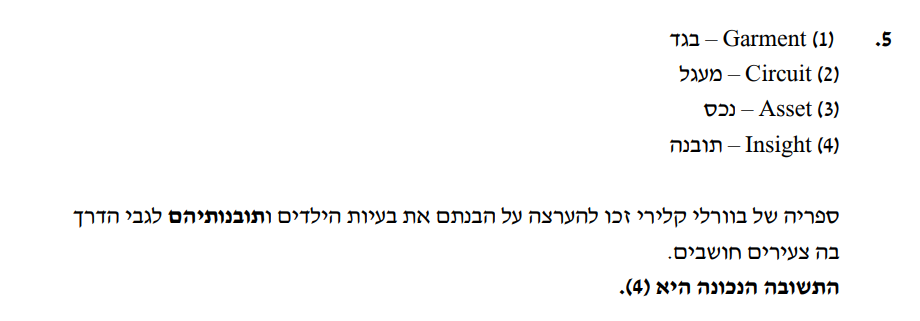 5. (1) Garment – בגד
(2) Circuit – מעגל
(3) Asset – נכס
(4) Insight – תובנה
ספריה של בוורלי קלירי זכו להערצה על הבנתם את בעיות הילדים ותובנותיהם לגבי הדרך
בה צעירים חושבים.
התשובה הנכונה היא (4).